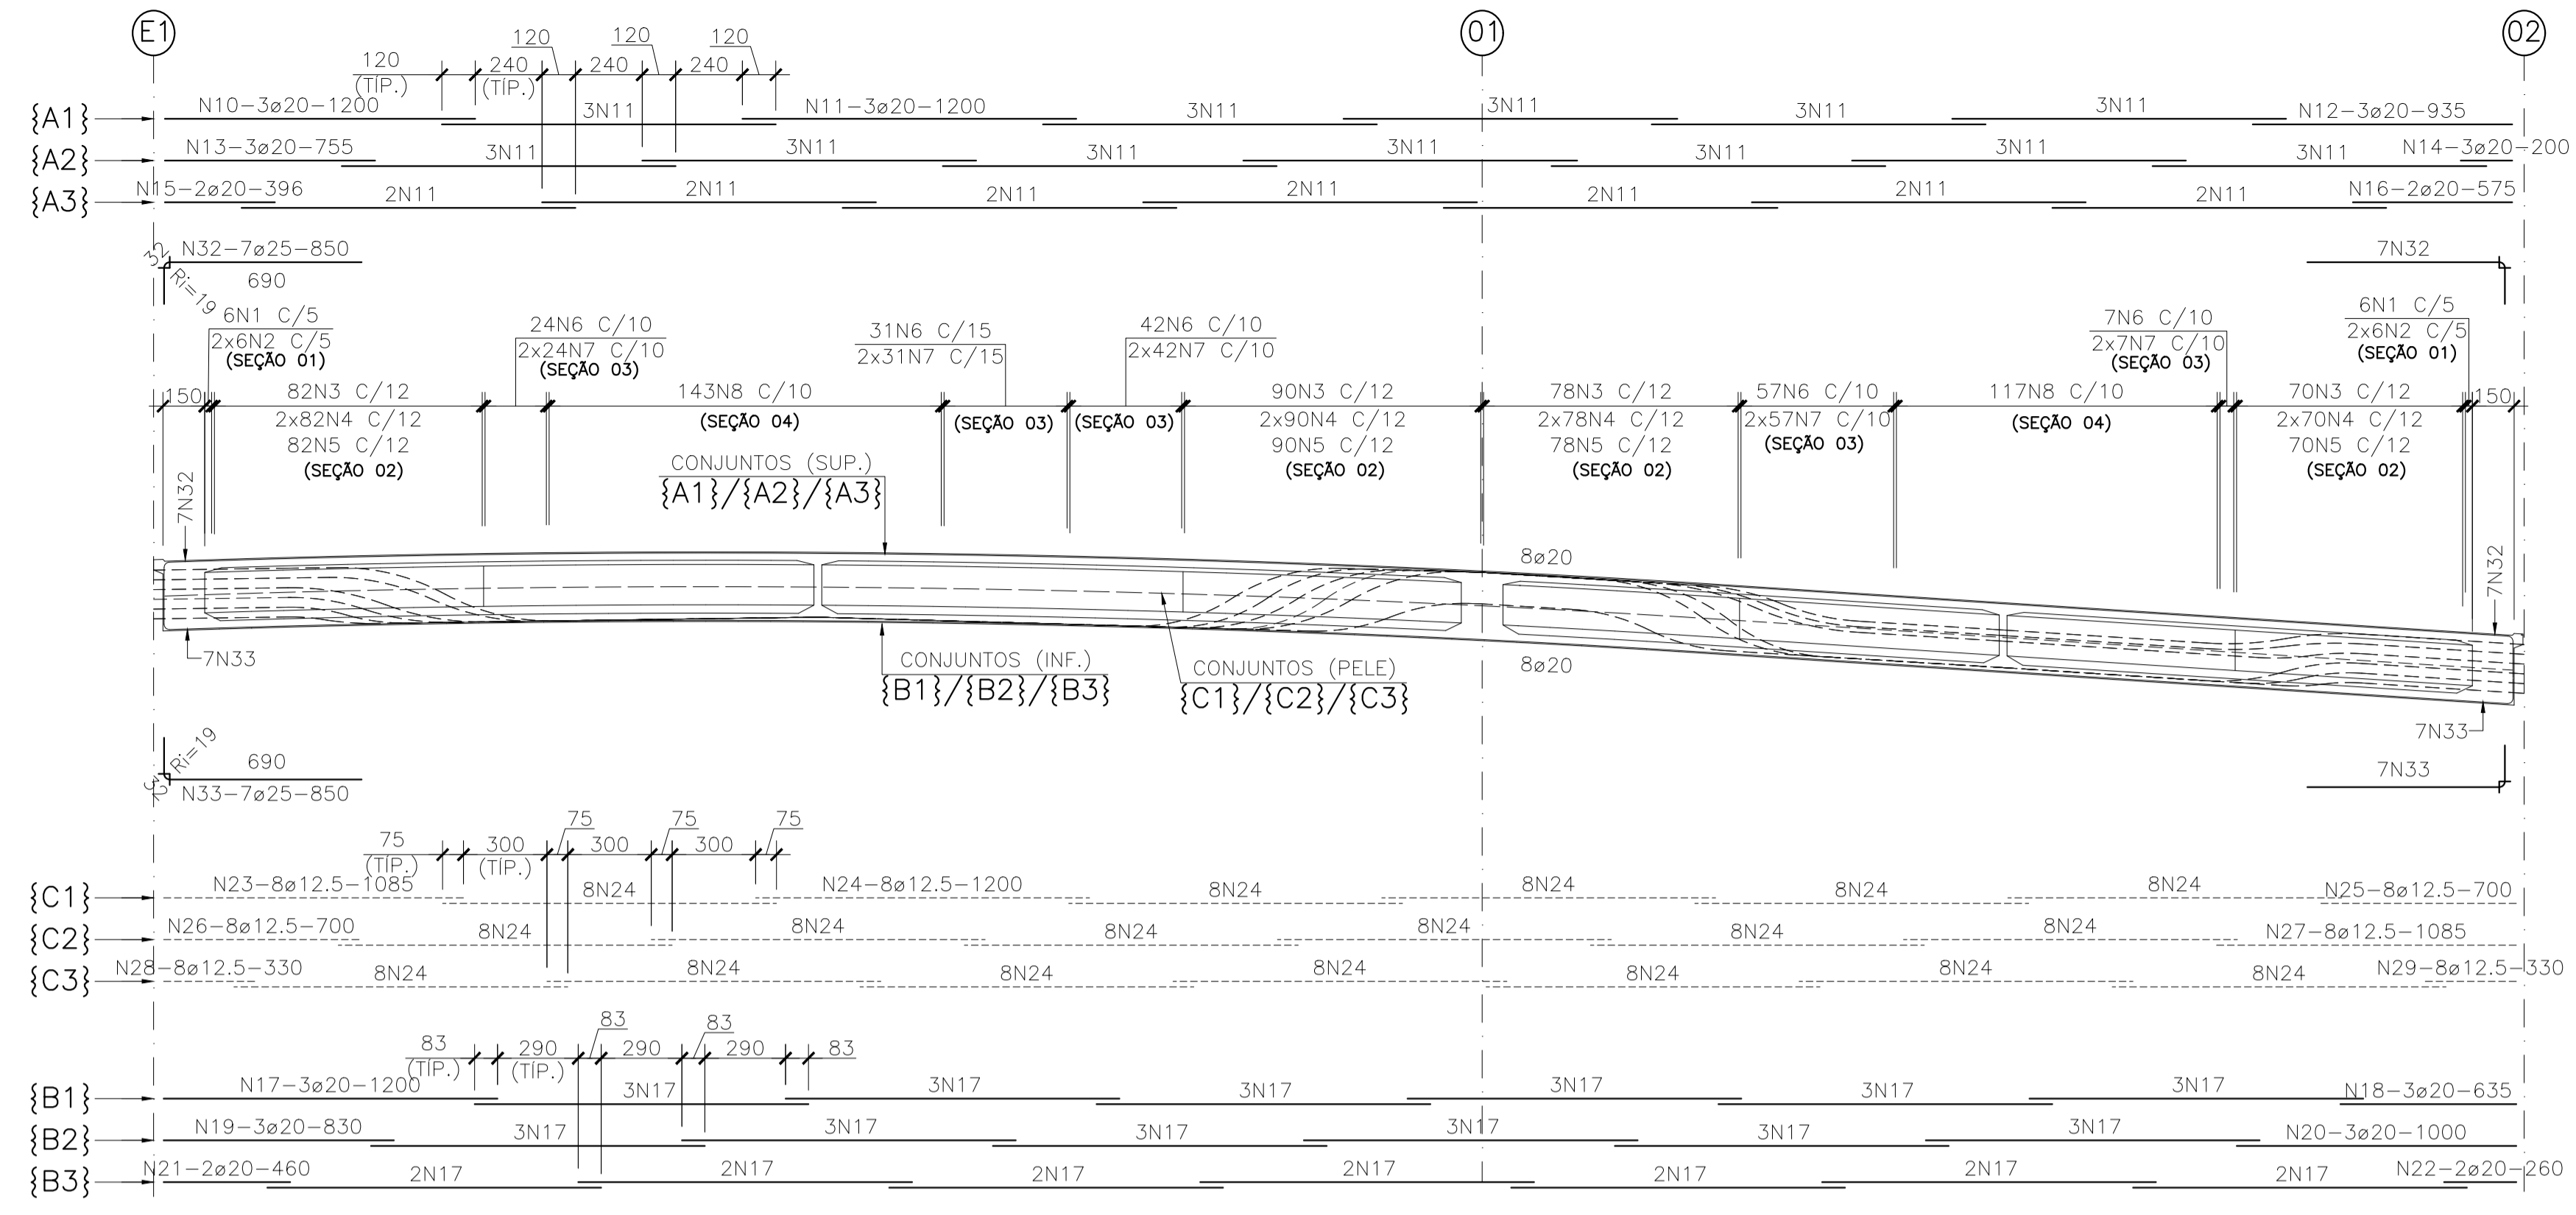 E1
01
02
120
120
120
120
(TÍP.)
240
(TÍP.)
240
240
{A1}
N10-3ø20-1200
3N11
N11-3ø20-1200
3N11
3N11
3N11
3N11
N12-3ø20-935
{A2}
N13-3ø20-755
3N11
3N11
3N11
3N11
3N11
3N11
3N11
N14-3ø20-200
{A3}
N15-2ø20-396
2N11
2N11
2N11
2N11
2N11
2N11
2N11
N16-2ø20-575
N32-7ø25-850
690
32
Ri=19
7N32
6N1 C/5
2x6N2 C/5
(SEÇÃO 01)
24N6 C/10
2x24N7 C/10
(SEÇÃO 03)
31N6 C/15
2x31N7 C/15
42N6 C/10
2x42N7 C/10
7N6 C/10
2x7N7 C/10
(SEÇÃO 03)
6N1 C/5
2x6N2 C/5
(SEÇÃO 01)
150
82N3 C/12
2x82N4 C/12
82N5 C/12
(SEÇÃO 02)
143N8 C/10
(SEÇÃO 04)
(SEÇÃO 03)
(SEÇÃO 03)
90N3 C/12
2x90N4 C/12
90N5 C/12
(SEÇÃO 02)
78N3 C/12
2x78N4 C/12
78N5 C/12
(SEÇÃO 02)
57N6 C/10
2x57N7 C/10
(SEÇÃO 03)
117N8 C/10
(SEÇÃO 04)
70N3 C/12
2x70N4 C/12
70N5 C/12
(SEÇÃO 02)
150
CONJUNTOS (SUP.)
{A1}/{A2}/{A3}
7N32
8ø20
7N32
7N33
CONJUNTOS (INF.)
{B1}/{B2}/{B3}
CONJUNTOS (PELE)
{C1}/{C2}/{C3}
8ø20
7N33
32
Ri=19
690
N33-7ø25-850
7N33
75
75
75
75
(TÍP.)
300
(TÍP.)
300
300
{C1}
N23-8ø12.5-1085
8N24
N24-8ø12.5-1200
8N24
8N24
8N24
8N24
N25-8ø12.5-700
{C2}
N26-8ø12.5-700
8N24
8N24
8N24
8N24
8N24
8N24
N27-8ø12.5-1085
{C3}
N28-8ø12.5-330
8N24
8N24
8N24
8N24
8N24
8N24
8N24
N29-8ø12.5-330
83
83
83
(TÍP.)
290
(TÍP.)
290
290
83
{B1}
N17-3ø20-1200
3N17
3N17
3N17
3N17
3N17
3N17
N18-3ø20-635
{B2}
N19-3ø20-830
3N17
3N17
3N17
3N17
3N17
3N17
N20-3ø20-1000
{B3}
N21-2ø20-460
2N17
2N17
2N17
2N17
2N17
2N17
2N17
N22-2ø20-260